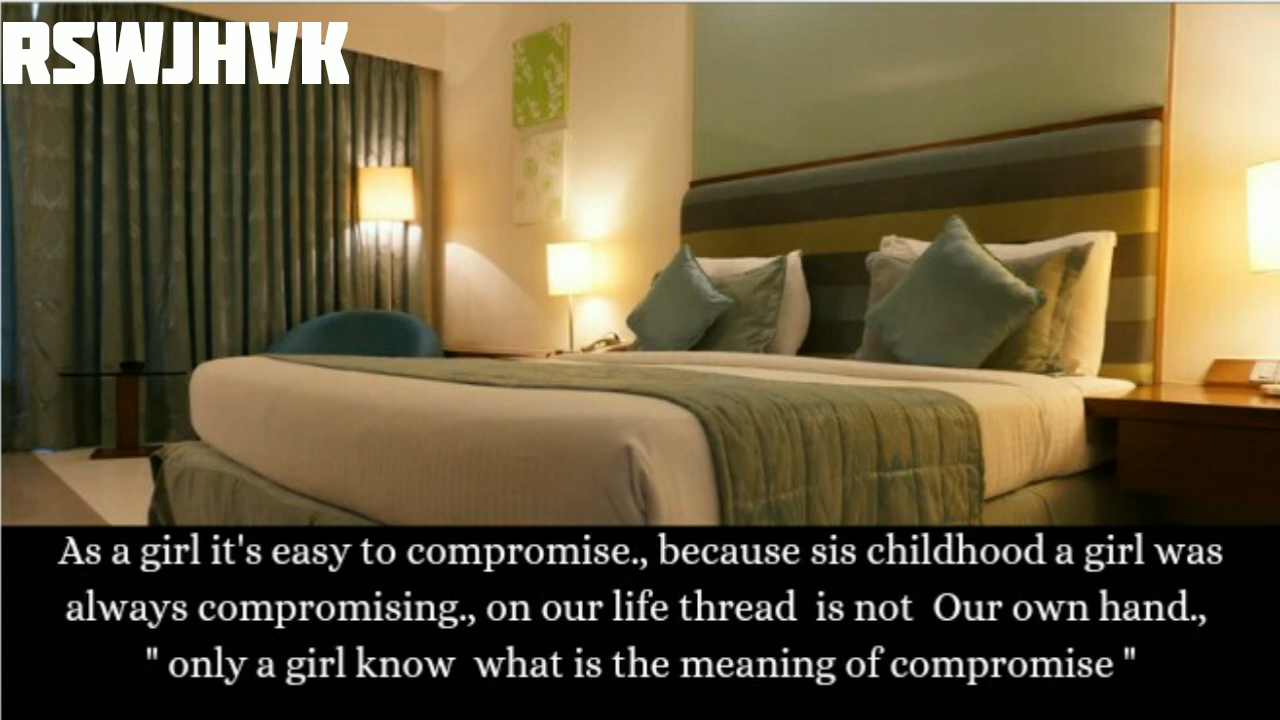 RSWJHVK
As a girl it's easy to compromise., because sis childhood a girl was
always compromising., on our life thread is not Our own hand.,
" only a girl know what is the meaning of compromise "